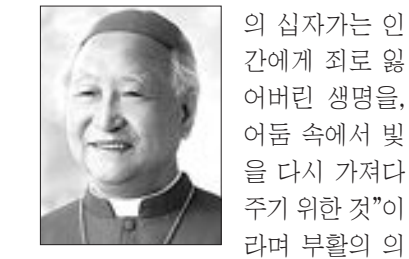 의 십자가는 인
간에게 죄로 잃
어버린 생명을,
어둠 속에서 빛
을 다시 가져다
주기 위한 것”이
라며 부활의 의